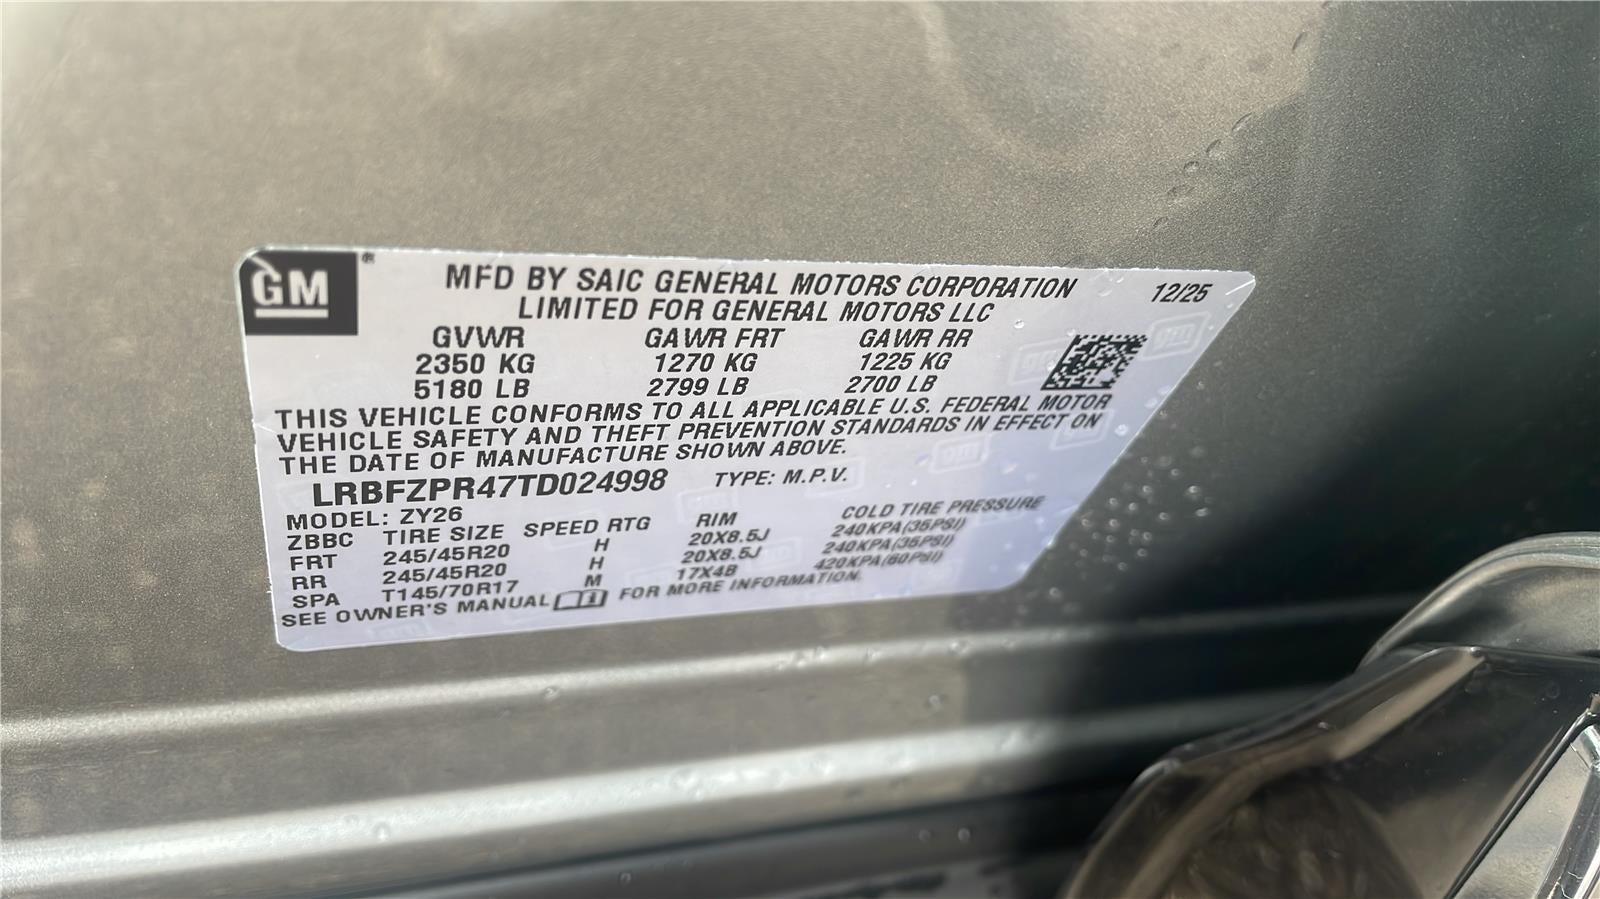 GM ®
MFD BY SAIC GENERAL MOTORS CORPORATION
LIMITED FOR GENERAL MOTORS LLC
12/25
GVWR GAWR FRT GAWR RR
2350 KG 1270 KG 1225 KG
5180 LB 2799 LB 2700 LB
THIS VEHICLE CONFORMS TO ALL APPLICABLE U.S. FEDERAL MOTOR
VEHICLE SAFETY AND THEFT PREVENTION STANDARDS IN EFFECT ON
THE DATE OF MANUFACTURE SHOWN ABOVE.
LRBFZPR47TD024998 TYPE: M.P.V.
MODEL: ZY26
ZBBC TIRE SIZE SPEED RTG RIM COLD TIRE PRESSURE
FRT 245/45R20 H 20X8.5J 240KPA(35PSI)
RR 245/45R20 H 20X8.5J 240KPA(35PSI)
SPA T145/70R17 M 17X4B 420KPA(60PSI)
SEE OWNER'S MANUAL FOR MORE INFORMATION.